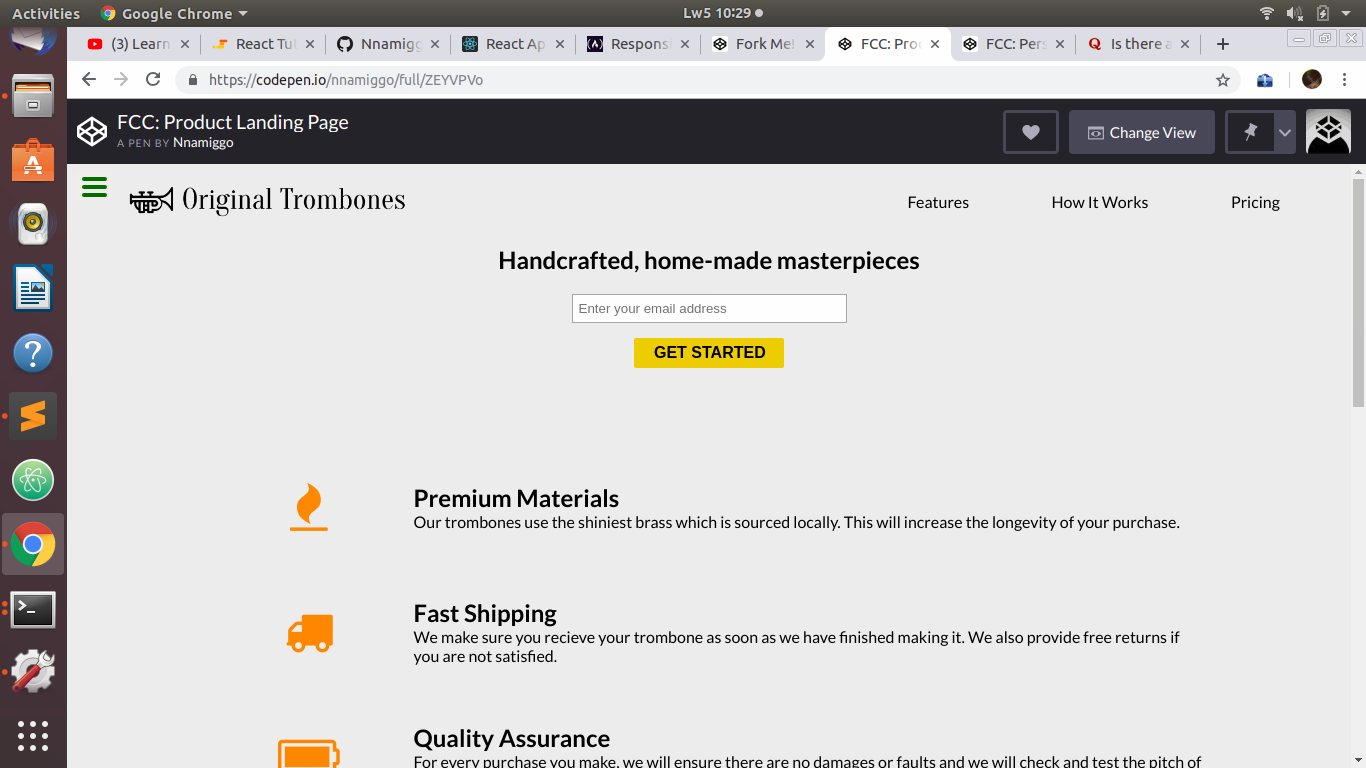 Activities
Google Chrome
Lw5 10:29
(3) Learn
React Tu
Nnamigg
React Ap
Respons
Fork Me!
FCC: Pro
FCC: Pers
Is there a
https://codepen.io/nnamiggo/full/ZEYVPVo
FCC: Product Landing Page
A PEN BY Nnamiggo
Change View
Original Trombones
Features
How It Works
Pricing
Handcrafted, home-made masterpieces
Enter your email address
GET STARTED
Premium Materials
Our trombones use the shiniest brass which is sourced locally. This will increase the longevity of your purchase.
Fast Shipping
We make sure you recieve your trombone as soon as we have finished making it. We also provide free returns if
you are not satisfied.
Quality Assurance
For every purchase you make, we will ensure there are no damages or faults and we will check and test the pitch of